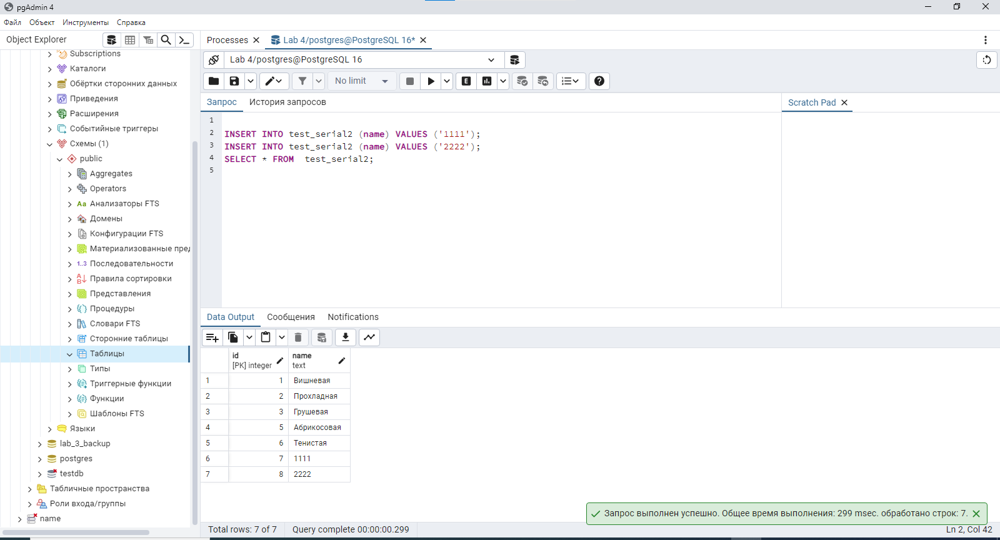 pgAdmin 4
Файл Объект Инструменты Справка
Object Explorer
Subscriptions
Каталоги
Обёртки сторонних данных
Приведения
Расширения
Событийные триггеры
Схемы (1)
public
Aggregates
Operators
Aa Анализаторы FTS
Домены
Конфигурации FTS
Материализованные пред
1..3 Последовательности
Правила сортировки
Представления
Процедуры
Словари FTS
Сторонние таблицы
Таблицы
Типы
Триггерные функции
Функции
Шаблоны FTS
Языки
lab_3_backup
postgres
testdb
Табличные пространства
Роли входа/группы
name
Processes Lab 4/postgres@PostgreSQL 16*
Lab 4/postgres@PostgreSQL 16
No limit E
Запрос История запросов
Scratch Pad
1
2 INSERT INTO test_serial2 (name) VALUES ('1111');
3 INSERT INTO test_serial2 (name) VALUES ('2222');
4 SELECT * FROM  test_serial2;
5
Data Output Сообщения Notifications
id name
[PK] integer text
1 1 Вишневая
2 2 Прохладная
3 3 Грушевая
4 5 Абрикосовая
5 6 Тенистая
6 7 1111
7 8 2222
Запрос выполнен успешно. Общее время выполнения: 299 msec. обработано строк: 7.
Total rows: 7 of 7 Query complete 00:00:00.299 Ln 2, Col 42